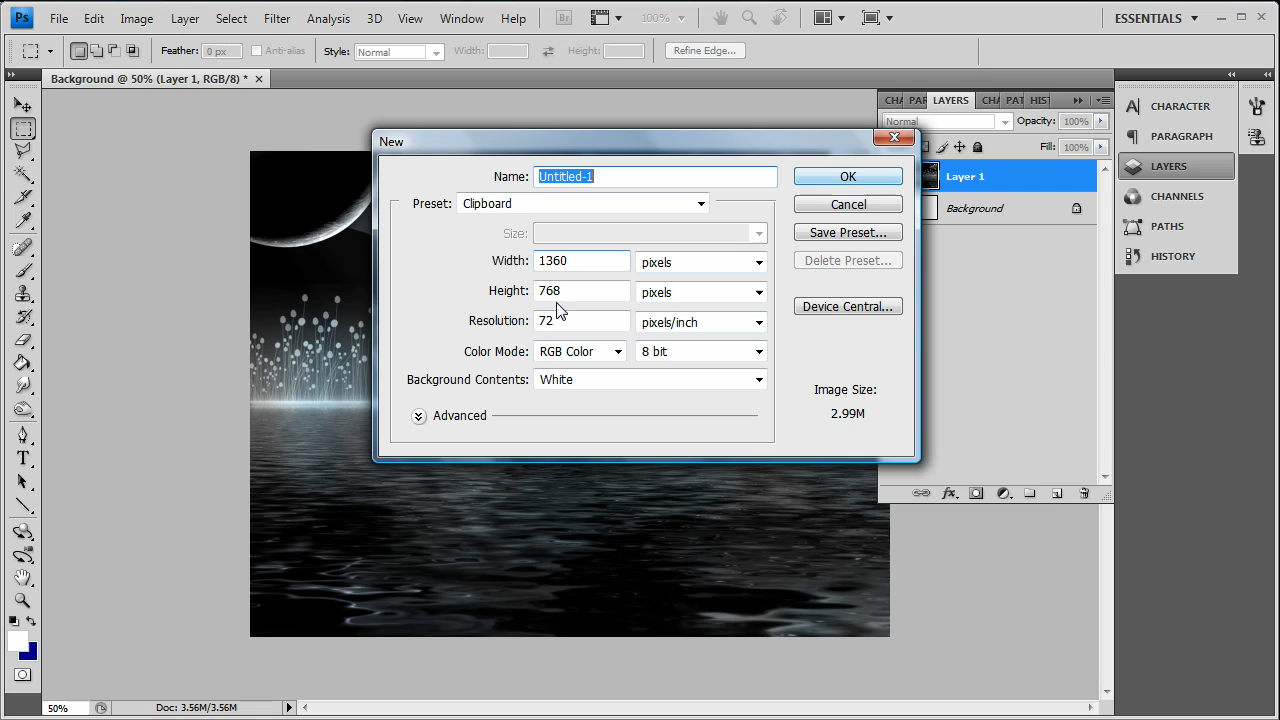 Ps File Edit Image Layer Select Filter Analysis 3D View Window Help Br 100% ESSENTIALS
Feather: 0 px Anti-alias Style: Normal Width: Height: Refine Edge...
Background @ 50% (Layer 1, RGB/8) *
LAYERS
Normal Opacity: 100%
Fill: 100%
Layer 1
Background
CHARACTER
PARAGRAPH
LAYERS
CHANNELS
PATHS
HISTORY
New
Name: Untitled-1 OK
Preset: Clipboard Cancel
Size: Save Preset...
Width: 1360 pixels Delete Preset...
Height: 768 pixels
Device Central...
Resolution: 72 pixels/inch
Color Mode: RGB Color 8 bit
Background Contents: White
Image Size:
2.99M
Advanced
50% Doc: 3.56M/3.56M